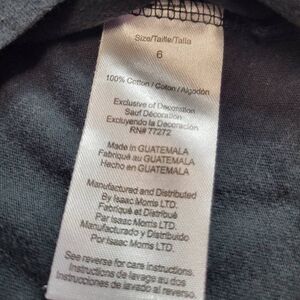 Size/Taille/Talla
6
100% Cotton / Coton / Algodón
Exclusive of Decoration
Sauf Décoration
Excluyendo la Decoración
RN# 77272
Made in GUATEMALA
Fabriqué au GUATEMALA
Hecho en GUATEMALA
Manufactured and Distributed
By Isaac Morris LTD.
Fabriqué et Distribué
Par Isaac Morris LTD.
Manufacturado y Distribuido
Por Isaac Morris LTD.
See reverse for care instructions.
Instructions de lavage au dos
Instrucciones de lavado al reverso.